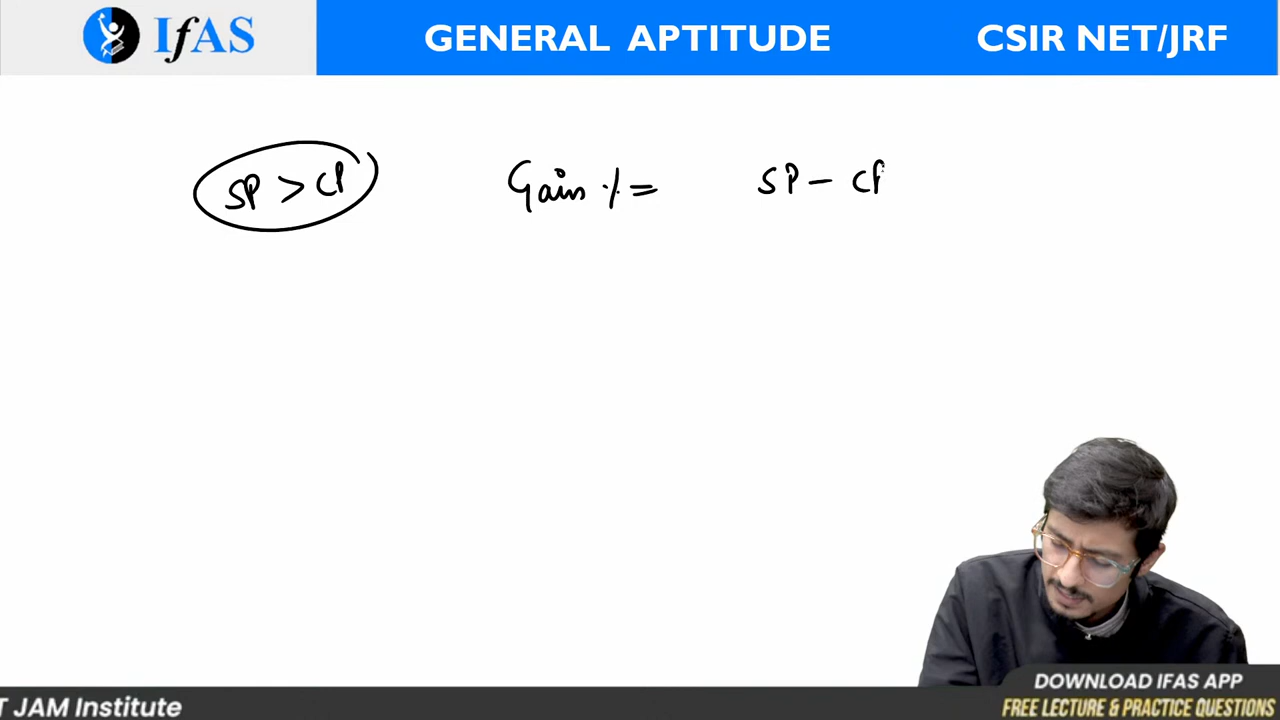 IfAS
GENERAL APTITUDE
CSIR NET/JRF
SP > CP
Gain % =
SP - CP
DOWNLOAD IFAS APP
T JAM Institute
FREE LECTURE & PRACTICE QUESTIONS